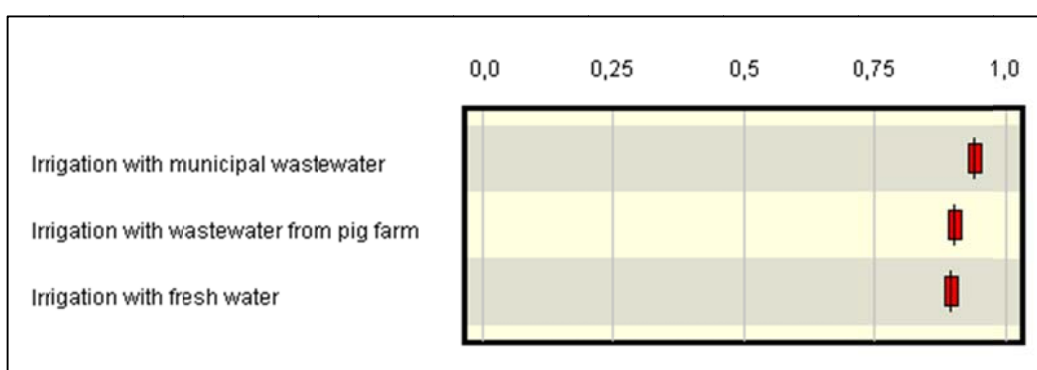 0,0 0,25 0,5 0,75 1,0
Irrigation with municipal wastewater
Irrigation with wastewater from pig farm
Irrigation with fresh water